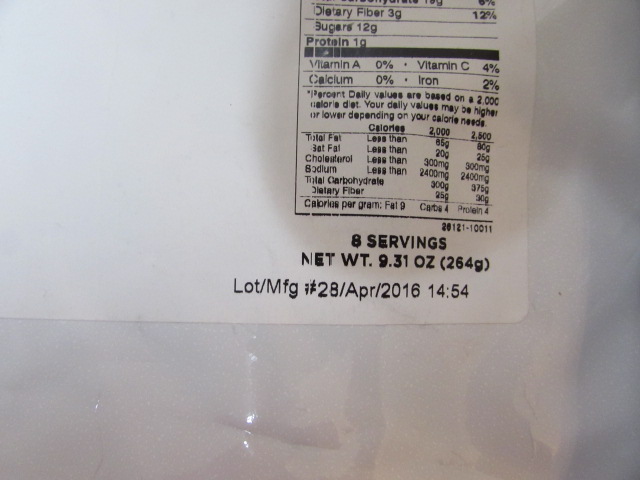 Carbohydrate 19g 6%
Dietary Fiber 3g 12%
Sugars 12g
Protein 1g
Vitamin A 0% · Vitamin C 4%
Calcium 0% · Iron 2%
*Percent Daily values are based on a 2,000
calorie diet. Your daily values may be higher
or lower depending on your calorie needs.
Calories 2,000 2,500
Total Fat Less than 65g 80g
Sat Fat Less than 20g 25g
Cholesterol Less than 300mg 300mg
Sodium Less than 2400mg 2400mg
Total Carbohydrate 300g 375g
Dietary Fiber 25g 30g
Calories per gram: Fat 9 Carbs 4 Protein 4
28121-10011
8 SERVINGS
NET WT. 9.31 OZ (264g)
Lot/Mfg #28/Apr/2016 14:54